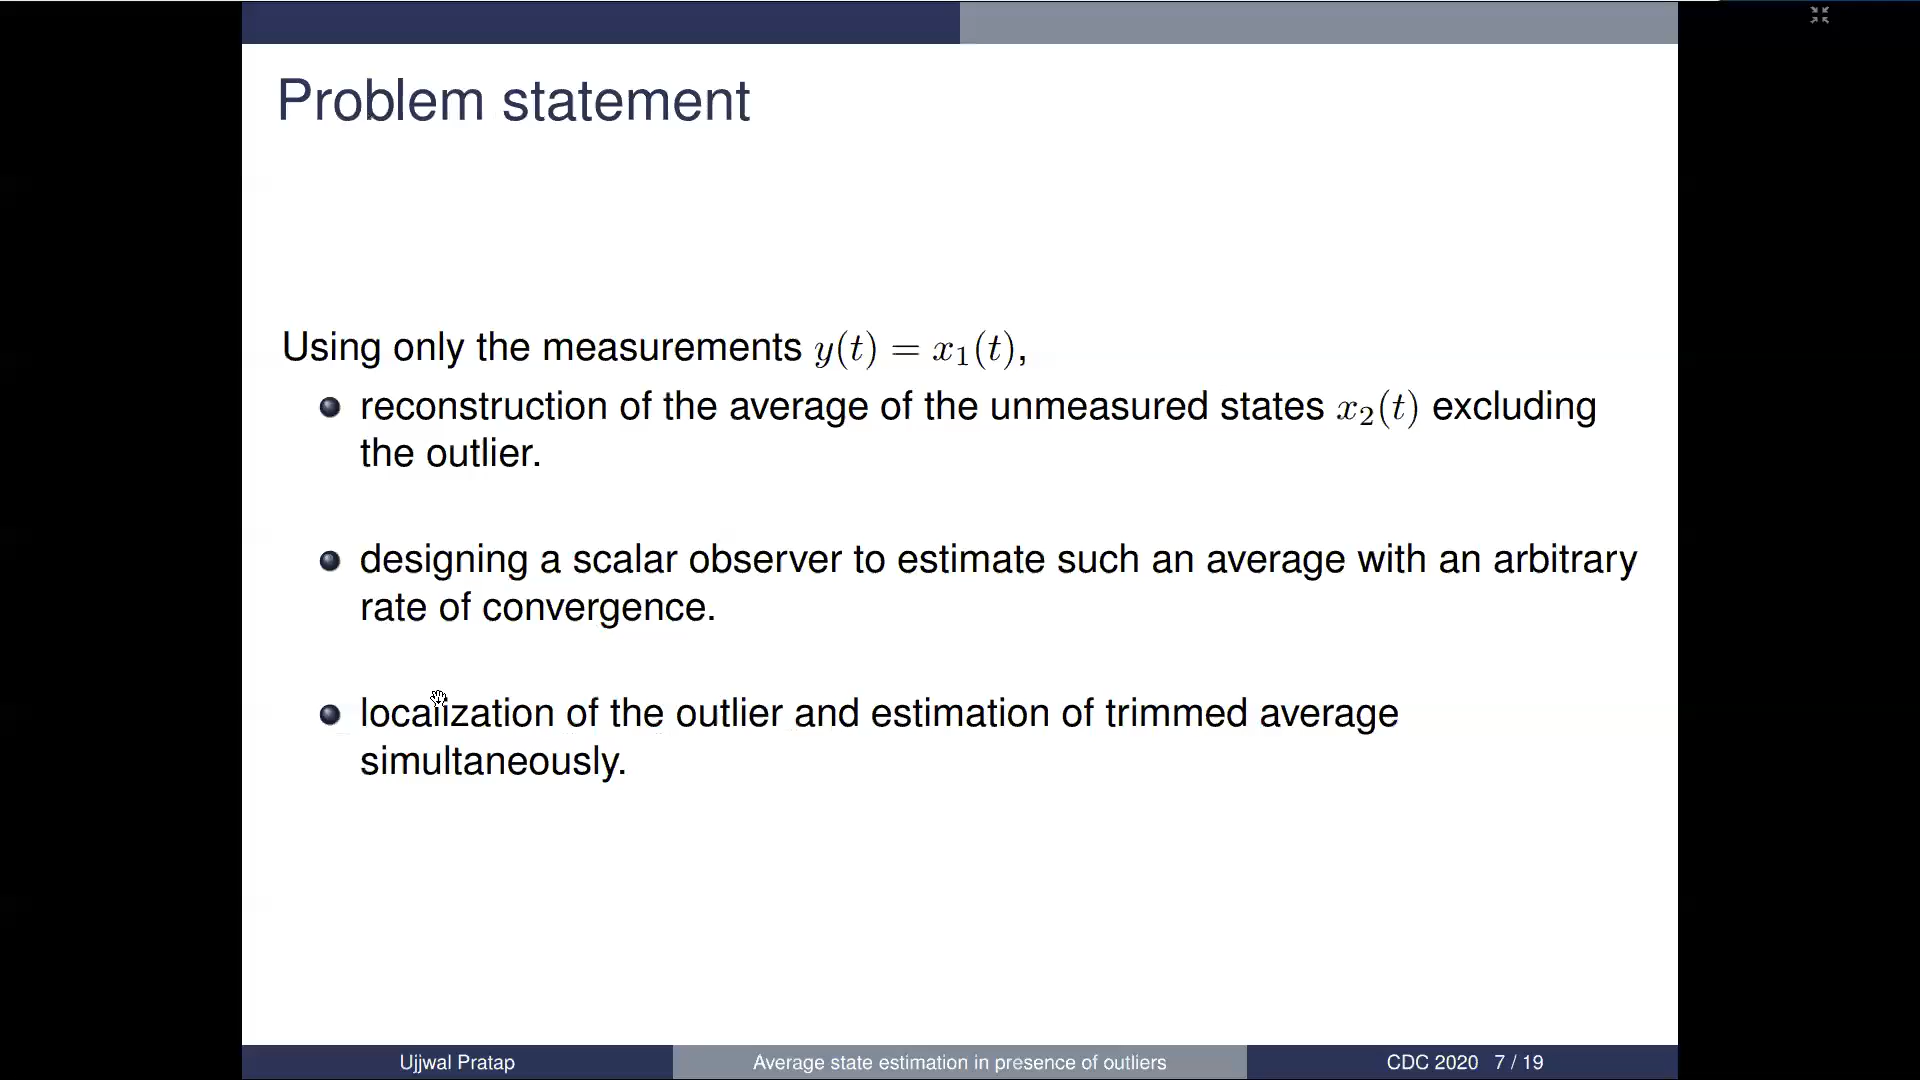 Problem statement
Using only the measurements y(t) = x₁(t),
reconstruction of the average of the unmeasured states x₂(t) excluding
the outlier.
designing a scalar observer to estimate such an average with an arbitrary
rate of convergence.
localization of the outlier and estimation of trimmed average
simultaneously.
Ujjwal Pratap
Average state estimation in presence of outliers
CDC 2020 7 / 19